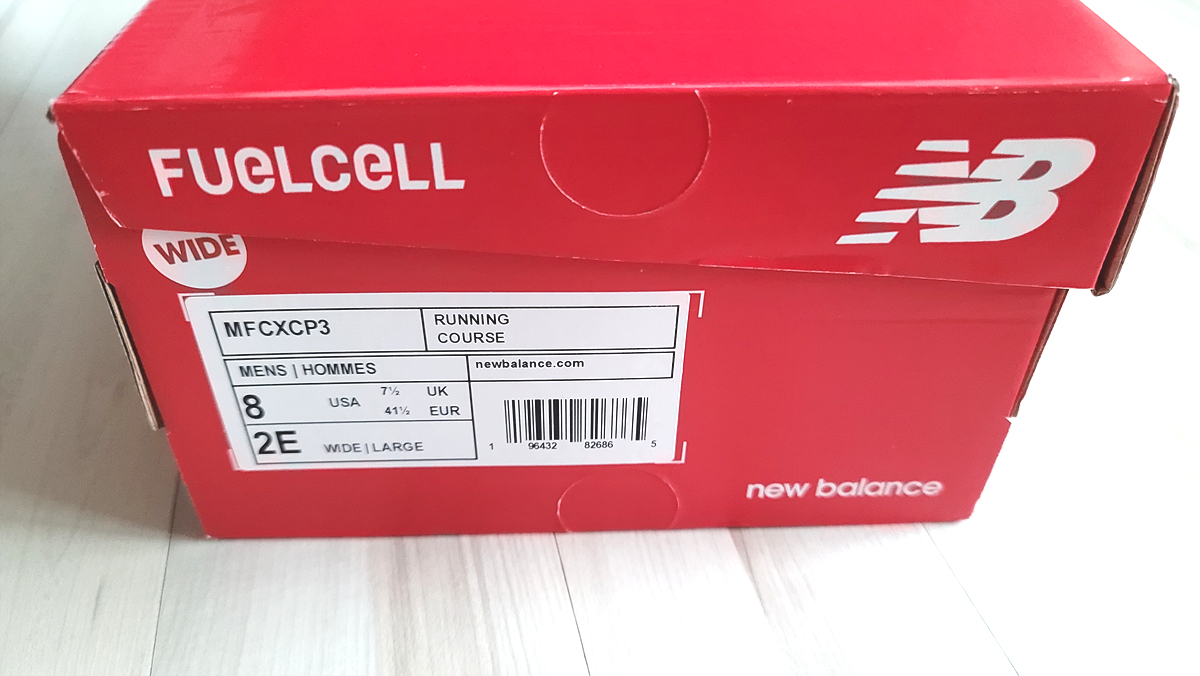 FUELCELL
NB
WIDE
MFCXCP3
RUNNING
COURSE
MENS | HOMMES
newbalance.com
8 USA 7½ UK
41½ EUR
2E WIDE | LARGE
1 96432 82686 5
new balance